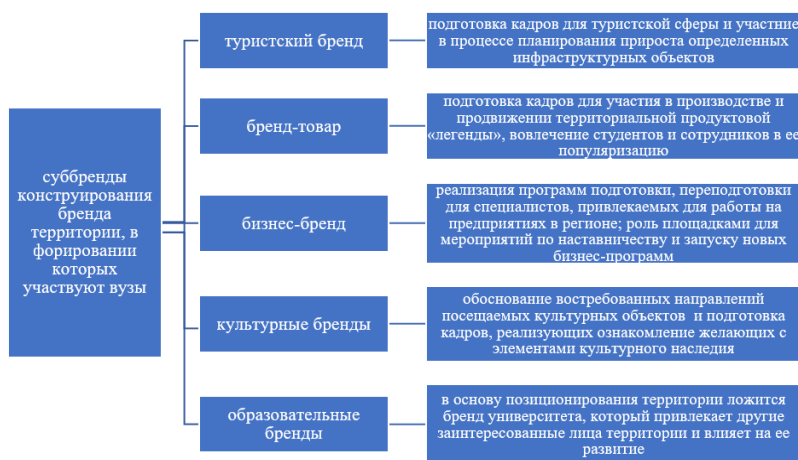 суббренды
конструирования
бренда
территории, в
форировании
которых
участвуют вузы
туристский бренд
подготовка кадров для туристской сферы и участние
в процессе планирования прироста определенных
инфраструктурных объектов
бренд-товар
подготовка кадров для участия в производстве и
продвижении территориальной продуктовой
«легенды», вовлечение студентов и сотрудников в ее
популяризацию
бизнес-бренд
реализация программ подготовки, переподготовки
для специалистов, привлекаемых для работы на
предприятиях в регионе; роль площадками для
мероприятий по наставничеству и запуску новых
бизнес-программ
культурные бренды
обоснование востребованных направлений
посещаемых культурных объектов и подготовка
кадров, реализующих ознакомление желающих с
элементами культурного наследия
образовательные
бренды
в основу позиционирования территории ложится
бренд университета, который привлекает другие
заинтересованные лица территории и влияет на ее
развитие